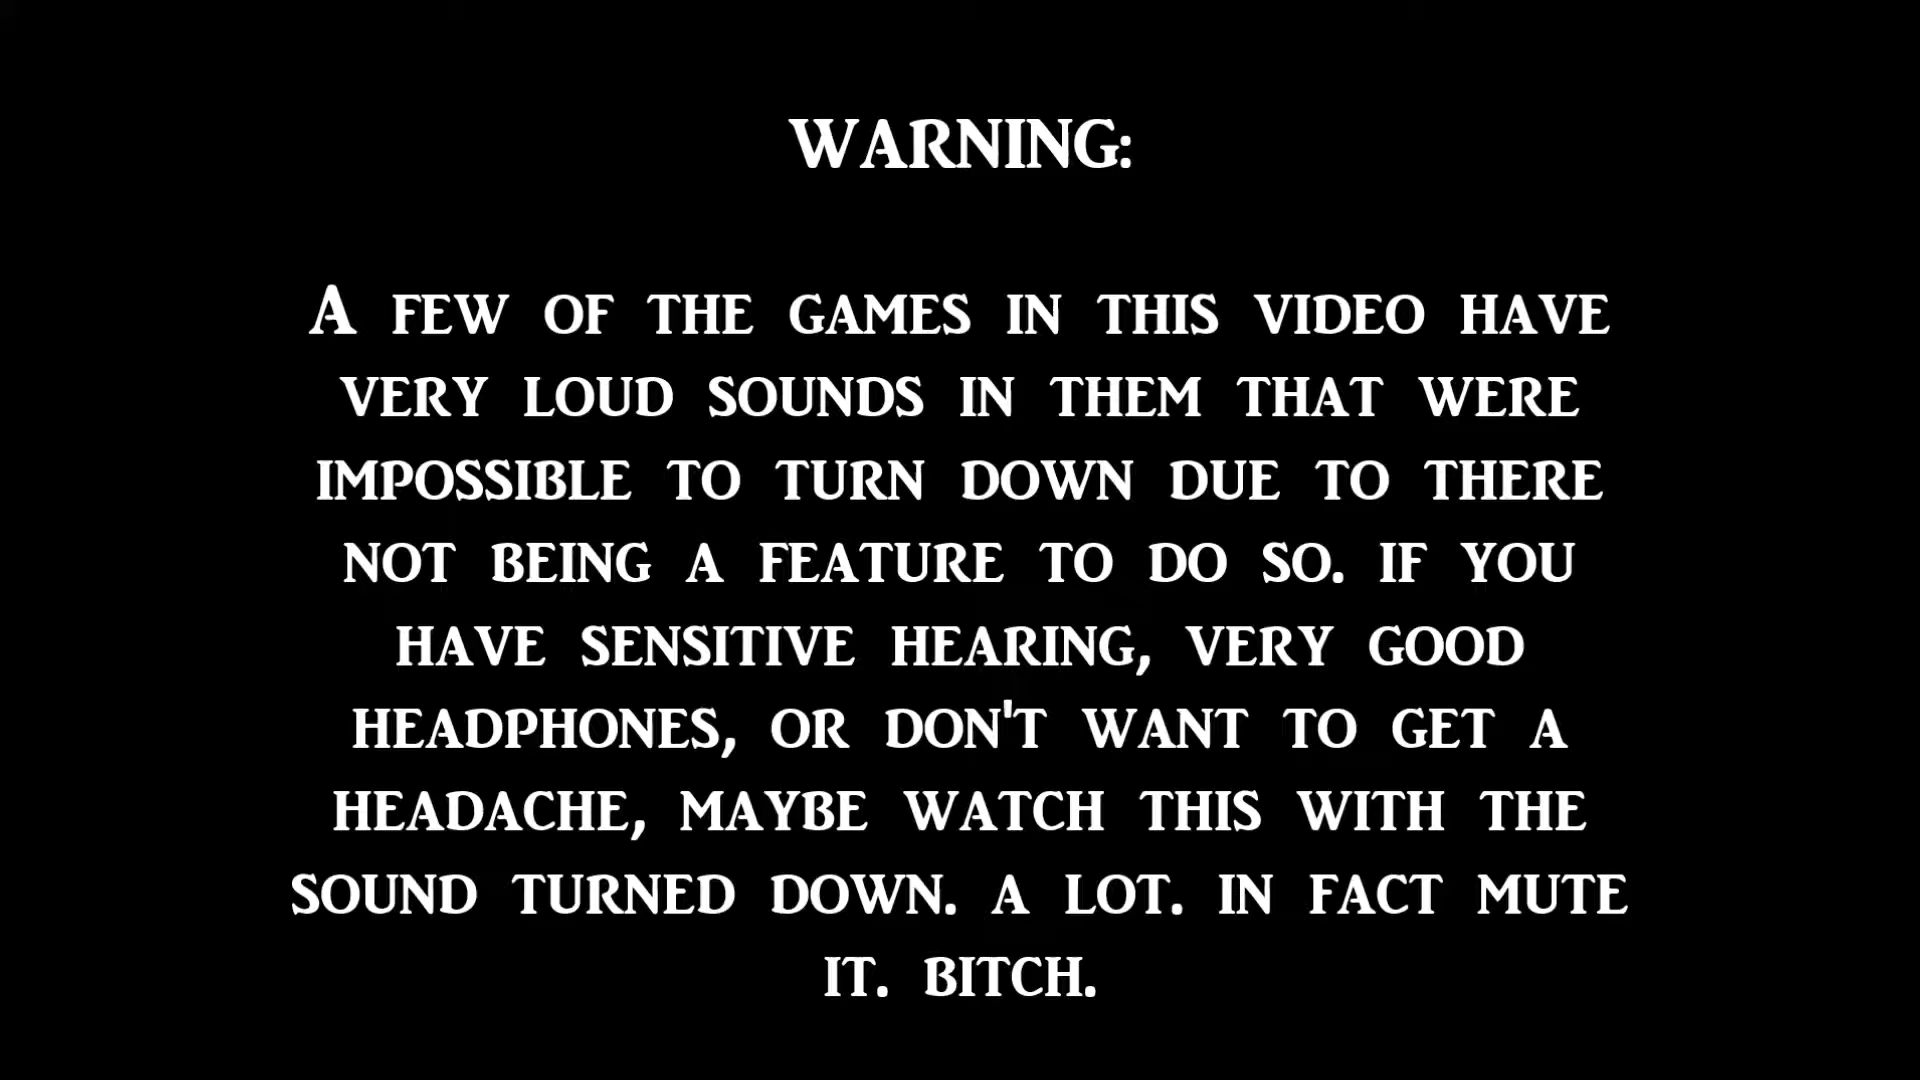 WARNING:
A FEW OF THE GAMES IN THIS VIDEO HAVE
VERY LOUD SOUNDS IN THEM THAT WERE
IMPOSSIBLE TO TURN DOWN DUE TO THERE
NOT BEING A FEATURE TO DO SO. IF YOU
HAVE SENSITIVE HEARING, VERY GOOD
HEADPHONES, OR DON'T WANT TO GET A
HEADACHE, MAYBE WATCH THIS WITH THE
SOUND TURNED DOWN. A LOT. IN FACT MUTE
IT. BITCH.